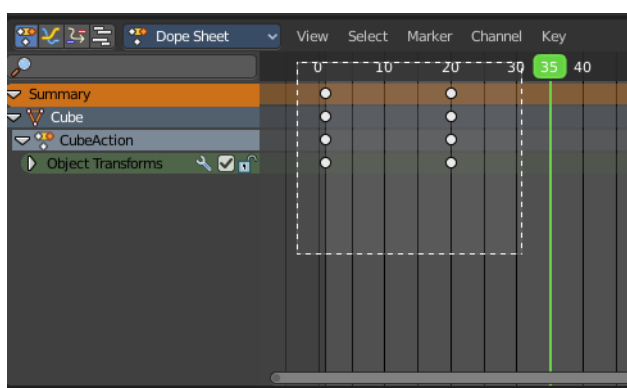 Dope Sheet View Select Marker Channel Key
0 10 20 30 35 40
Summary
Cube
CubeAction
Object Transforms